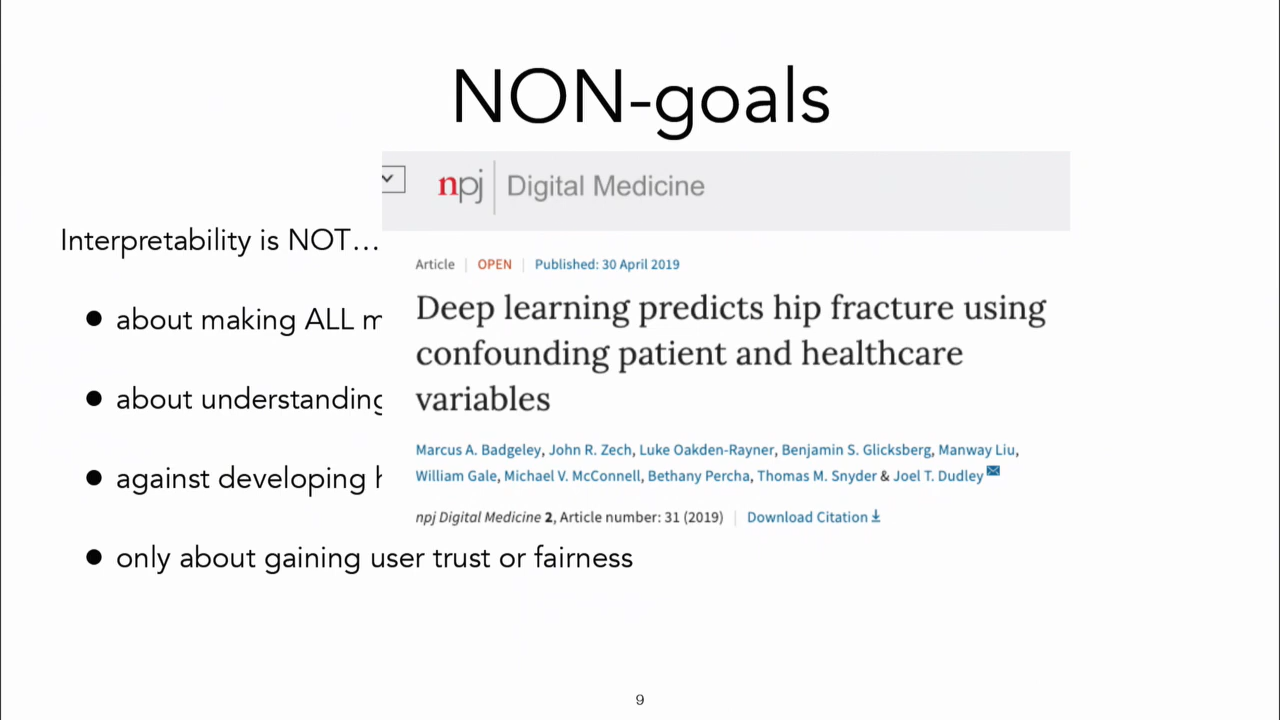 NON-goals
npj Digital Medicine
Interpretability is NOT…
Article | OPEN | Published: 30 April 2019
Deep learning predicts hip fracture using
confounding patient and healthcare
variables
● about making ALL
● about understanding
● against developing
Marcus A. Badgeley, John R. Zech, Luke Oakden-Rayner, Benjamin S. Glicksberg, Manway Liu,
William Gale, Michael V. McConnell, Bethany Percha, Thomas M. Snyder & Joel T. Dudley
npj Digital Medicine 2, Article number: 31 (2019) | Download Citation
● only about gaining user trust or fairness
9